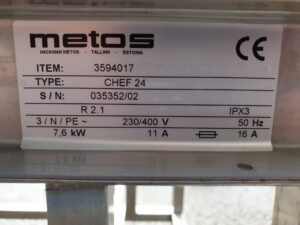 metos
HACKMAN METOS - TALLINN - ESTONIA
CE
ITEM: 3594017
TYPE: CHEF 24
S / N: 035352/02
R 2.1 IPX3
3 / N / PE ~ 230/400 V 50 Hz
7,6 kW 11 A 16 A